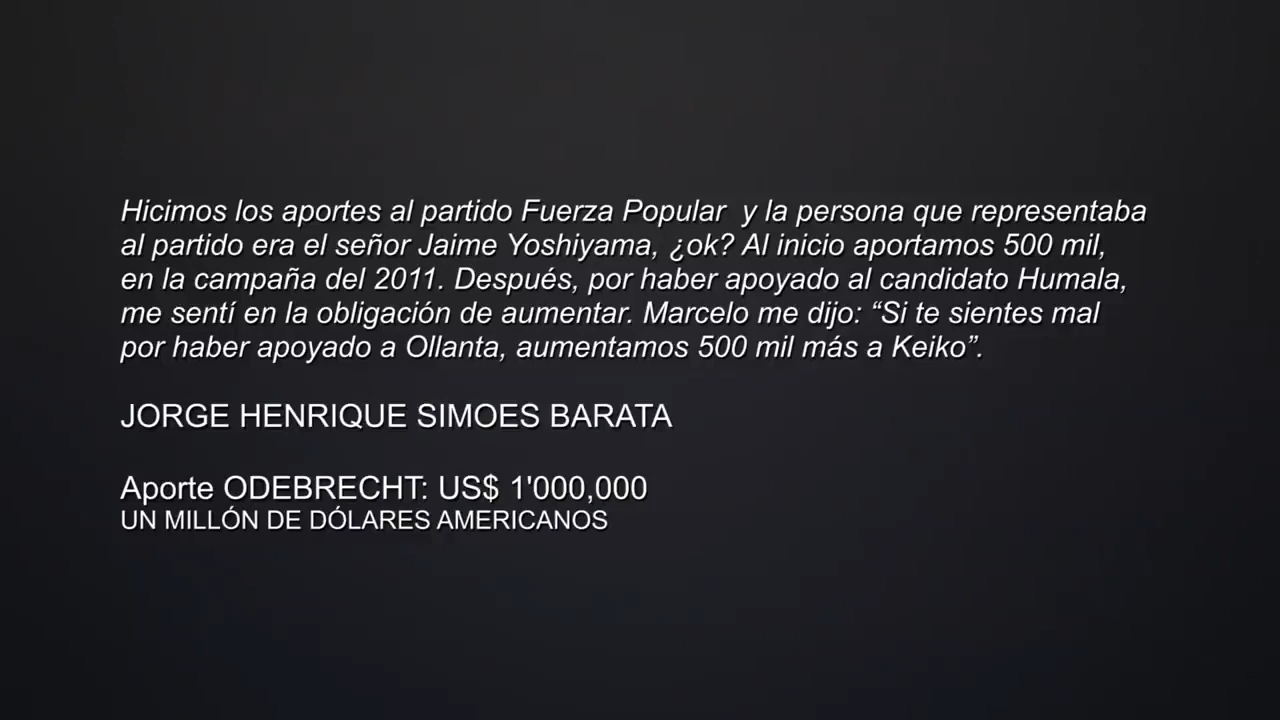 Hicimos los aportes al partido Fuerza Popular  y la persona que representaba
al partido era el señor Jaime Yoshiyama, ¿ok? Al inicio aportamos 500 mil,
en la campaña del 2011. Después, por haber apoyado al candidato Humala,
me sentí en la obligación de aumentar. Marcelo me dijo: “Si te sientes mal
por haber apoyado a Ollanta, aumentamos 500 mil más a Keiko”.
JORGE HENRIQUE SIMOES BARATA
Aporte ODEBRECHT: US$ 1'000,000
UN MILLÓN DE DÓLARES AMERICANOS